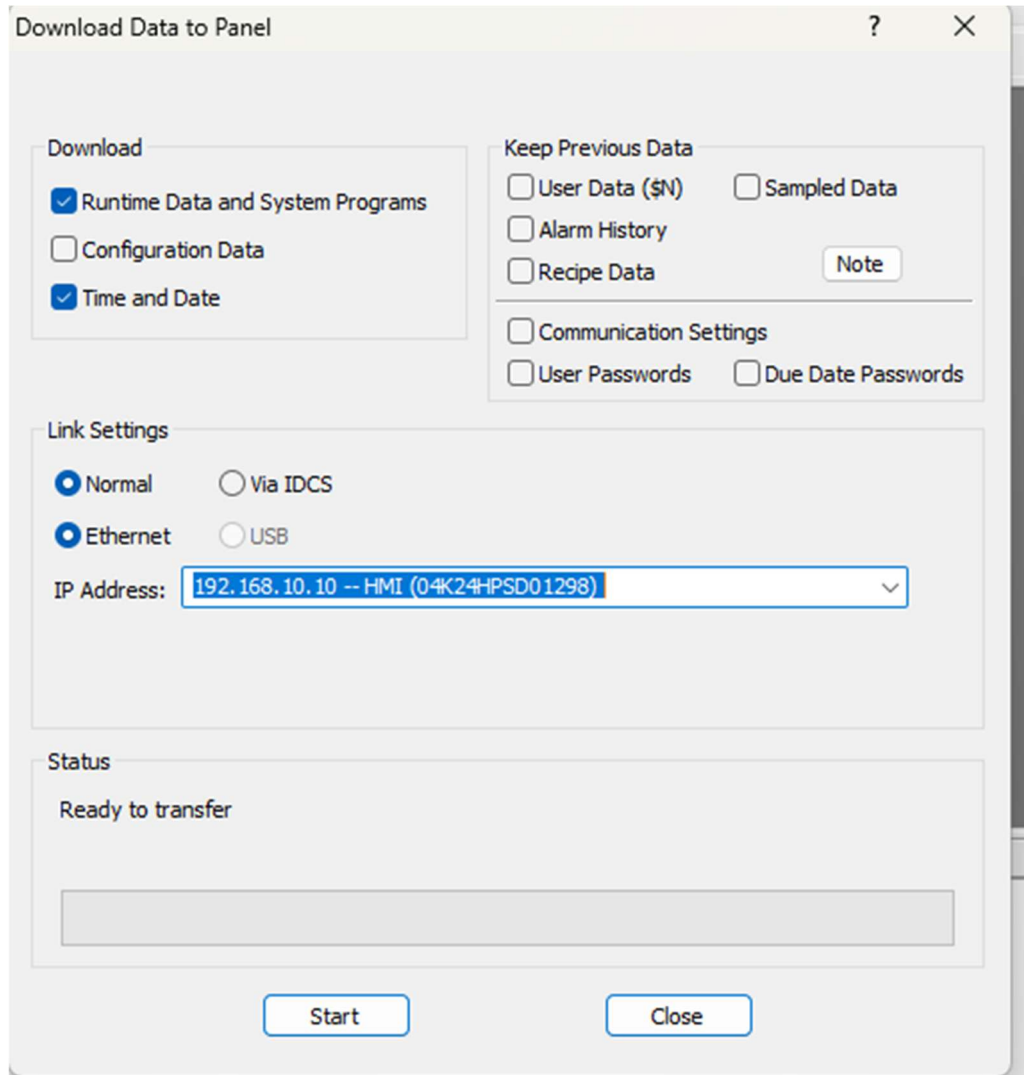 Download Data to Panel ?
Download
Runtime Data and System Programs
Configuration Data
Time and Date
Keep Previous Data
User Data ($N) Sampled Data
Alarm History
Recipe Data Note
Communication Settings
User Passwords Due Date Passwords
Link Settings
Normal Via IDCS
Ethernet USB
IP Address: 192.168.10.10 -- HMI (04K24HPSD01298)
Status
Ready to transfer
Start Close